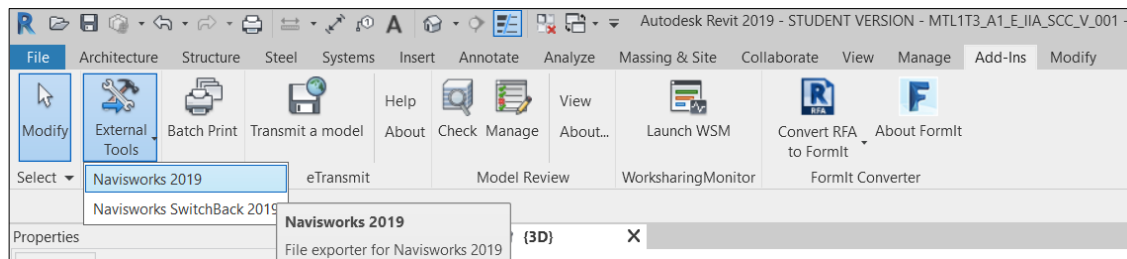 Autodesk Revit 2019 - STUDENT VERSION - MTL1T3_A1_E_IIA_SCC_V_001 -
File Architecture Structure Steel Systems Insert Annotate Analyze Massing & Site Collaborate View Manage Add-Ins Modify
Modify
External
Tools
Batch Print
Transmit a model
Help
About
Check
Manage
View
About...
Launch WSM
RFA
Convert RFA
to FormIt
About FormIt
Select
eTransmit
Model Review
WorksharingMonitor
FormIt Converter
Navisworks 2019
Navisworks SwitchBack 2019
Navisworks 2019
File exporter for Navisworks 2019
Properties
{3D}